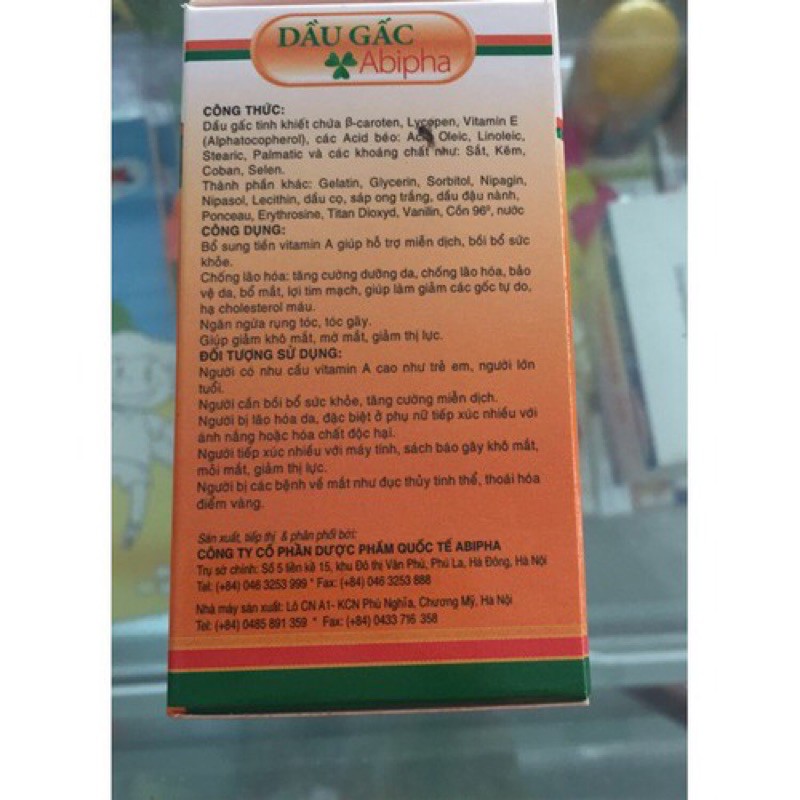 DẦU GẤC
Abipha
CÔNG THỨC:
Dầu gấc tinh khiết chứa β-caroten, Lycopen, Vitamin E
(Alphatocopherol), các Acid béo: Acid Oleic, Linoleic,
Stearic, Palmatic và các khoáng chất như: Sắt, Kẽm,
Coban, Selen.
Thành phần khác: Gelatin, Glycerin, Sorbitol, Nipagin,
Nipasol, Lecithin, dầu cọ, sáp ong trắng, dầu đậu nành,
Ponceau, Erythrosine, Titan Dioxyd, Vanilin, Cồn 96⁰, nước
CÔNG DỤNG:
Bổ sung tiền vitamin A giúp hỗ trợ miễn dịch, bồi bổ sức
khỏe.
Chống lão hóa: tăng cường dưỡng da, chống lão hóa, bảo
vệ da, bổ mắt, lợi tim mạch, giúp làm giảm các gốc tự do,
hạ cholesterol máu.
Ngăn ngừa rụng tóc, tóc gãy.
Giúp giảm khô mắt, mờ mắt, giảm thị lực.
ĐỐI TƯỢNG SỬ DỤNG:
Người có nhu cầu vitamin A cao như trẻ em, người lớn
tuổi.
Người cần bồi bổ sức khỏe, tăng cường miễn dịch.
Người bị lão hóa da, đặc biệt ở phụ nữ tiếp xúc nhiều với
ánh nắng hoặc hóa chất độc hại.
Người tiếp xúc nhiều với máy tính, sách báo gây khô mắt,
mỏi mắt, giảm thị lực.
Người bị các bệnh về mắt như đục thủy tinh thể, thoái hóa
điểm vàng.
Sản xuất, tiếp thị & phân phối bởi:
CÔNG TY CỔ PHẦN DƯỢC PHẨM QUỐC TẾ ABIPHA
Trụ sở chính: Số 5 liền kề 15, khu Đô thị Văn Phú, Phú La, Hà Đông, Hà Nội
Tel: (+84) 046 3253 999 * Fax: (+84) 046 3253 888
Nhà máy sản xuất: Lô CN A1- KCN Phú Nghĩa, Chương Mỹ, Hà Nội
Tel: (+84) 0485 891 359 * Fax: (+84) 0433 716 358